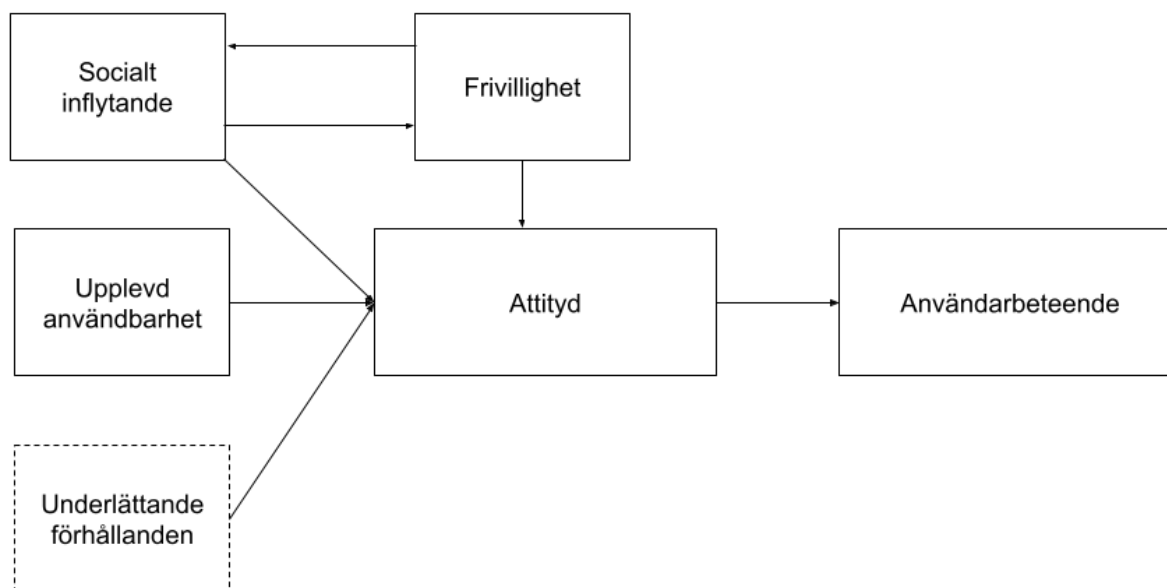 Socialt
inflytande
Frivillighet
Upplevd
användbarhet
Attityd
Användarbeteende
Underlättande
förhållanden